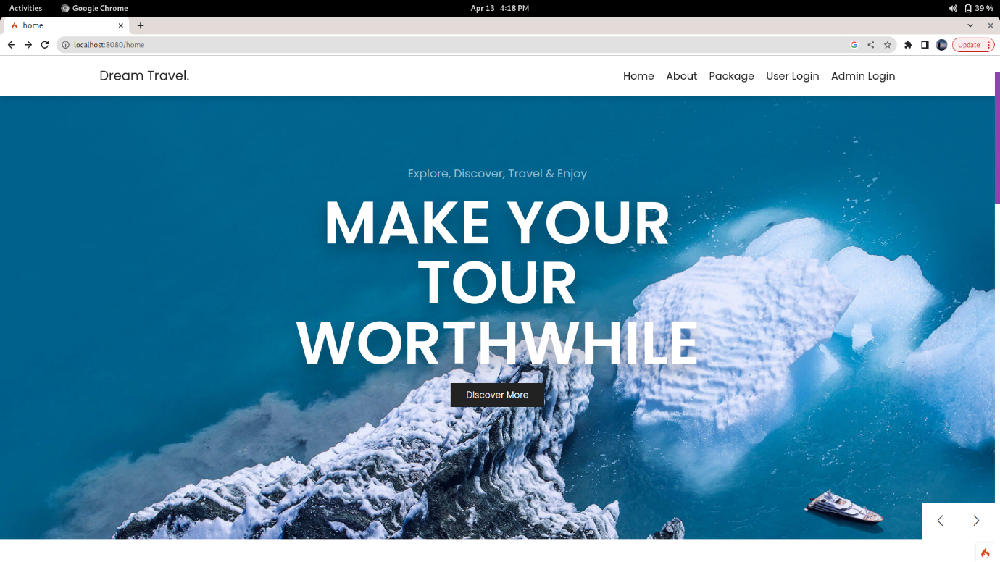 Activities Google Chrome Apr 13 4:18 PM 39 %
home
localhost:8080/home Update
Dream Travel. Home About Package User Login Admin Login
Explore, Discover, Travel & Enjoy
MAKE YOUR
TOUR
WORTHWHILE
Discover More